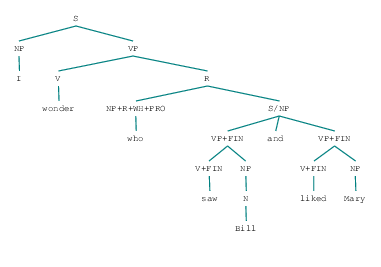 S
NP VP
I V R
wonder NP+R+WH+PRO S/NP
who VP+FIN and VP+FIN
V+FIN NP V+FIN NP
saw N liked Mary
Bill